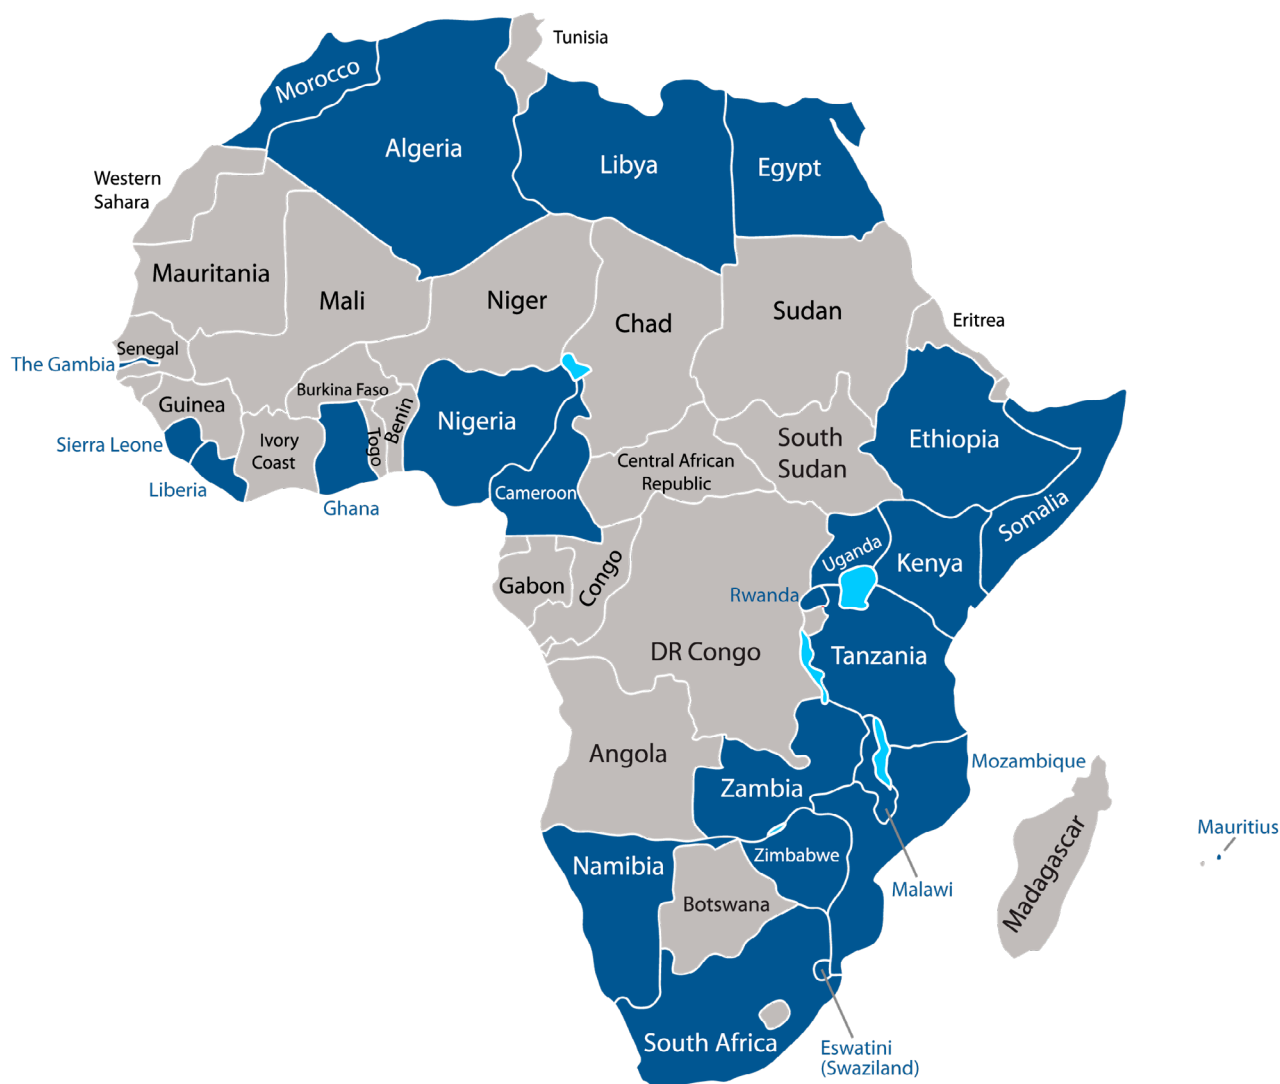 Tunisia
Morocco
Algeria
Libya
Egypt
Western
Sahara
Mauritania
Mali
Niger
Chad
Sudan
Eritrea
Senegal
The Gambia
Burkina Faso
Guinea
Benin
Togo
Nigeria
Ivory
Coast
Sierra Leone
Liberia
Ghana
Cameroon
Central African
Republic
South
Sudan
Ethiopia
Somalia
Uganda
Kenya
Gabon
Congo
Rwanda
DR Congo
Tanzania
Angola
Zambia
Mozambique
Malawi
Madagascar
Mauritius
Namibia
Zimbabwe
Botswana
South Africa
Eswatini
(Swaziland)